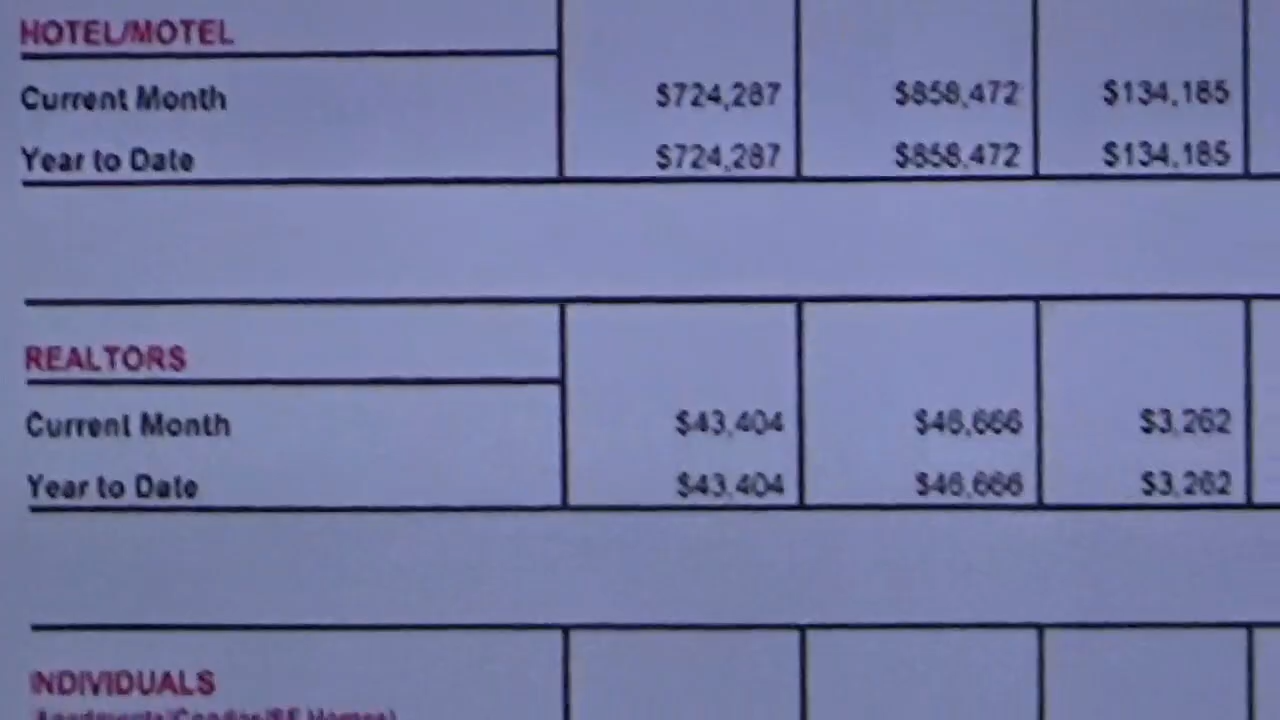 HOTEL/MOTEL
Current Month $724,287 $858,472 $134,185
Year to Date $724,287 $858,472 $134,185
REALTORS
Current Month $43,404 $46,666 $3,262
Year to Date $43,404 $46,666 $3,262
INDIVIDUALS